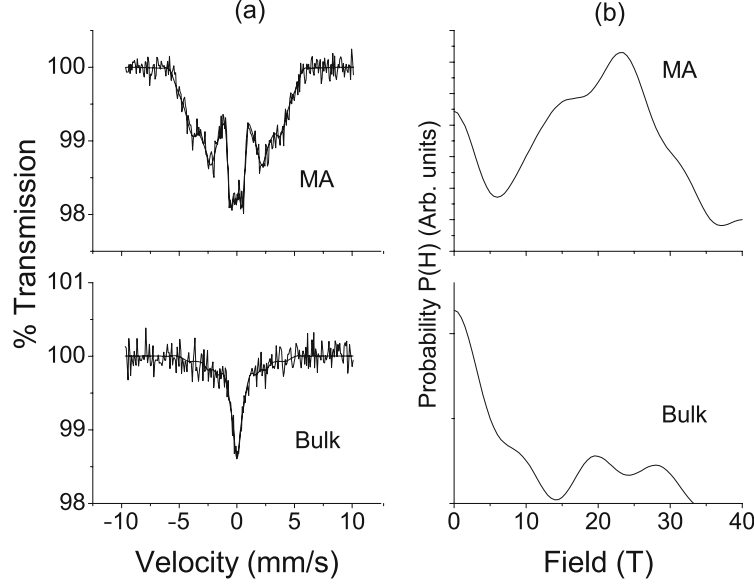 (a)
(b)
100
99
98
MA
MA
101
100
99
98
Bulk
Bulk
% Transmission
Probability P(H) (Arb. units)
-10 -5 0 5 10
0 10 20 30 40
Velocity (mm/s)
Field (T)